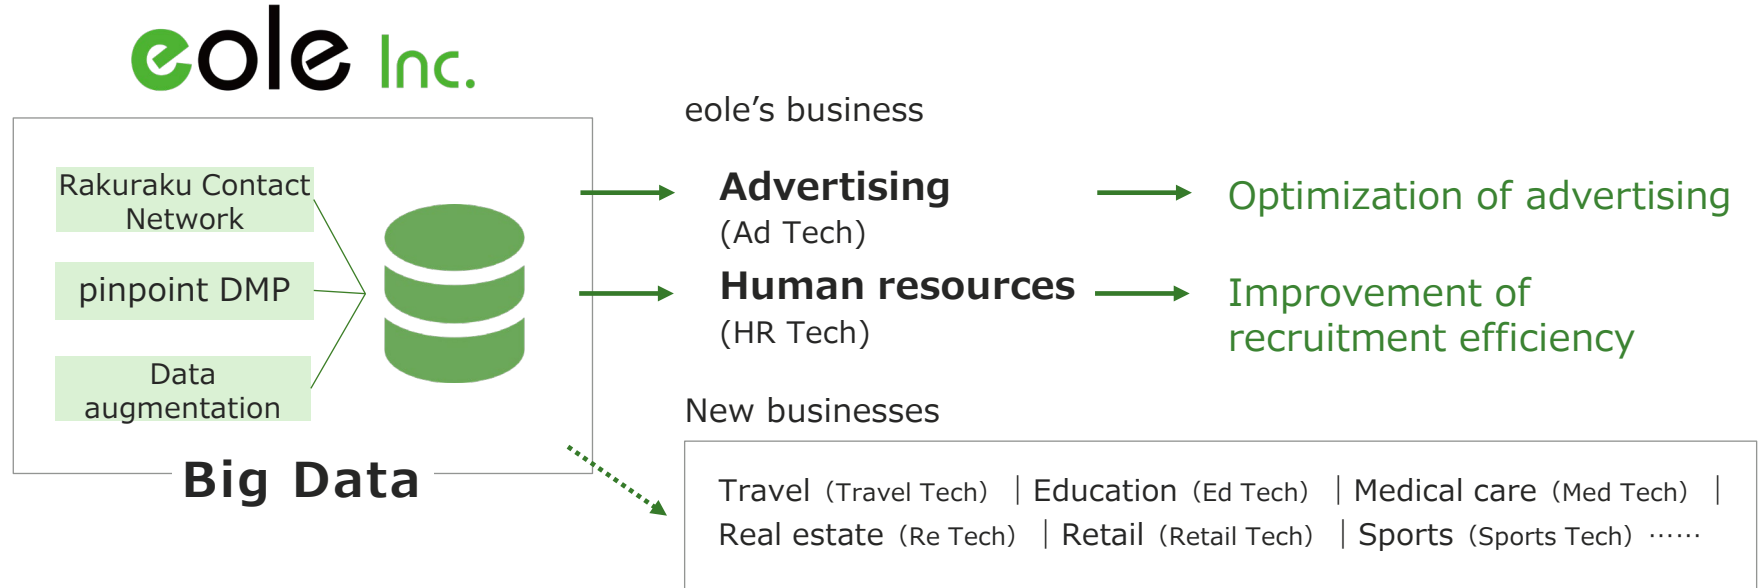 eole Inc.
Rakuraku Contact
Network
pinpoint DMP
Data
augmentation
Big Data
eole’s business
Advertising
(Ad Tech)
Optimization of advertising
Human resources
(HR Tech)
Improvement of
recruitment efficiency
New businesses
Travel（Travel Tech）｜Education（Ed Tech）｜Medical care（Med Tech）｜
Real estate（Re Tech）｜Retail（Retail Tech）｜Sports（Sports Tech）……